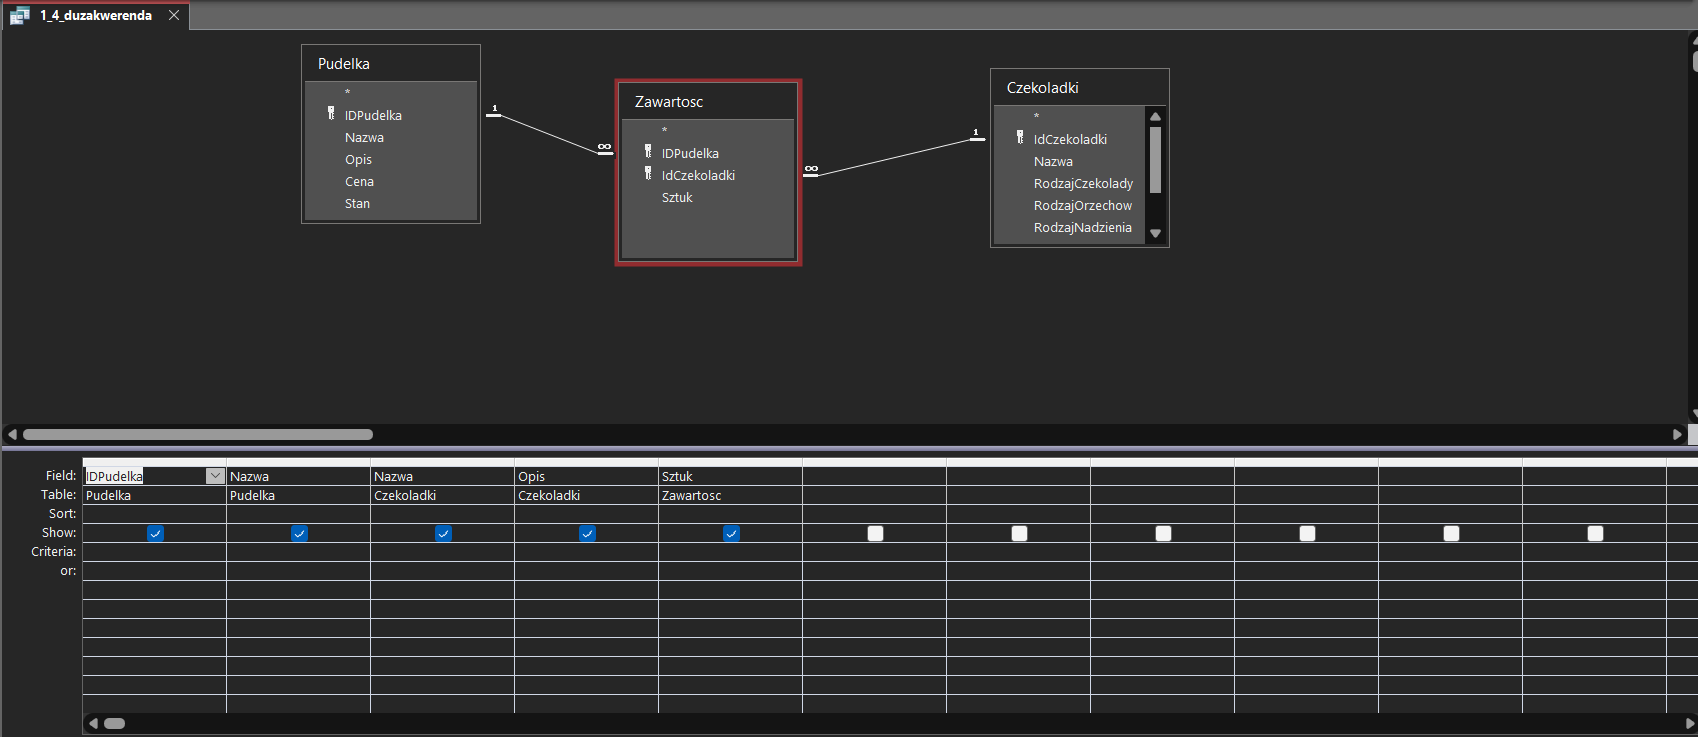 1_4_duzakwerenda
Pudelka
*
IDPudelka
Nazwa
Opis
Cena
Stan
1
∞
Zawartosc
*
IDPudelka
IdCzekoladki
Sztuk
∞
1
Czekoladki
*
IdCzekoladki
Nazwa
RodzajCzekolady
RodzajOrzechow
RodzajNadzienia
Field: IDPudelka Nazwa Nazwa Opis Sztuk
Table: Pudelka Pudelka Czekoladki Czekoladki Zawartosc
Sort:
Show:
Criteria:
or: